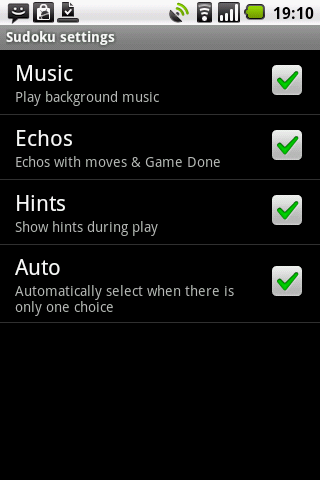 19:10
Sudoku settings
Music
Play background music
Echos
Echos with moves & Game Done
Hints
Show hints during play
Auto
Automatically select when there is
only one choice